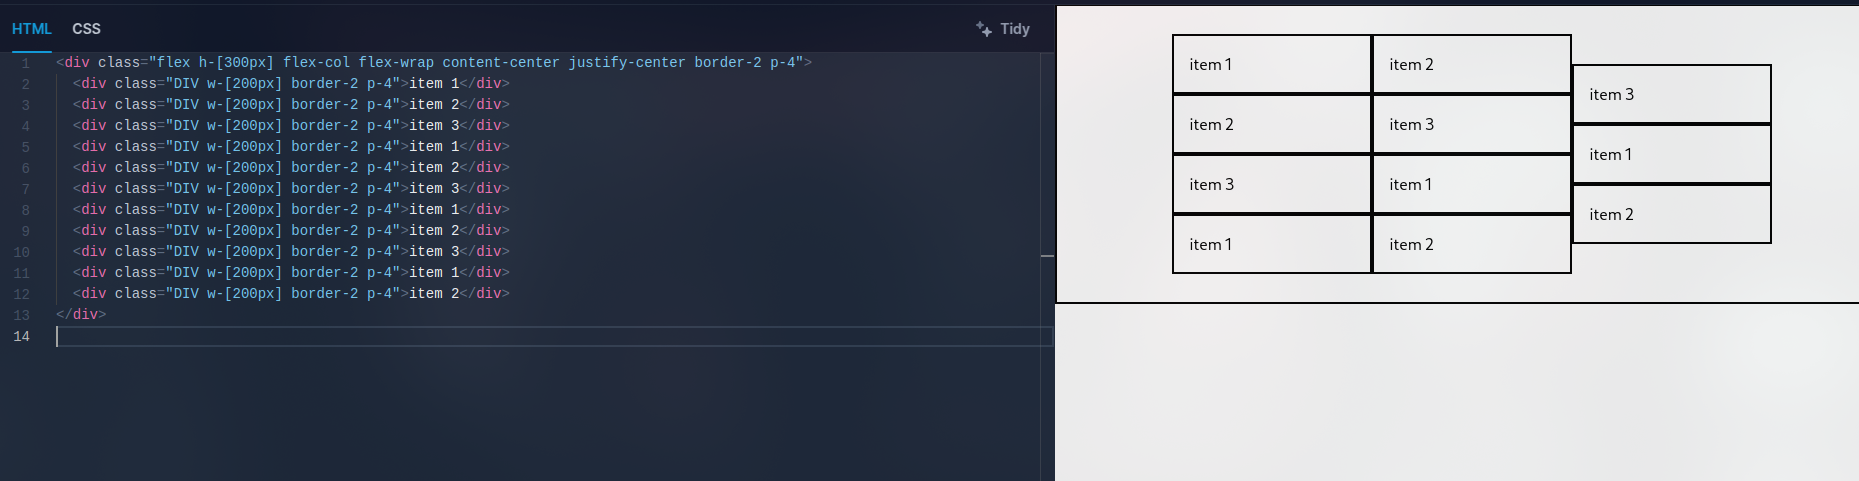 HTML CSS Tidy
1 <div class="flex h-[300px] flex-col flex-wrap content-center justify-center border-2 p-4">
2 <div class="DIV w-[200px] border-2 p-4">item 1</div>
3 <div class="DIV w-[200px] border-2 p-4">item 2</div>
4 <div class="DIV w-[200px] border-2 p-4">item 3</div>
5 <div class="DIV w-[200px] border-2 p-4">item 1</div>
6 <div class="DIV w-[200px] border-2 p-4">item 2</div>
7 <div class="DIV w-[200px] border-2 p-4">item 3</div>
8 <div class="DIV w-[200px] border-2 p-4">item 1</div>
9 <div class="DIV w-[200px] border-2 p-4">item 2</div>
10 <div class="DIV w-[200px] border-2 p-4">item 3</div>
11 <div class="DIV w-[200px] border-2 p-4">item 1</div>
12 <div class="DIV w-[200px] border-2 p-4">item 2</div>
13 </div>
14
item 1
item 2
item 3
item 1
item 2
item 3
item 1
item 2
item 3
item 1
item 2